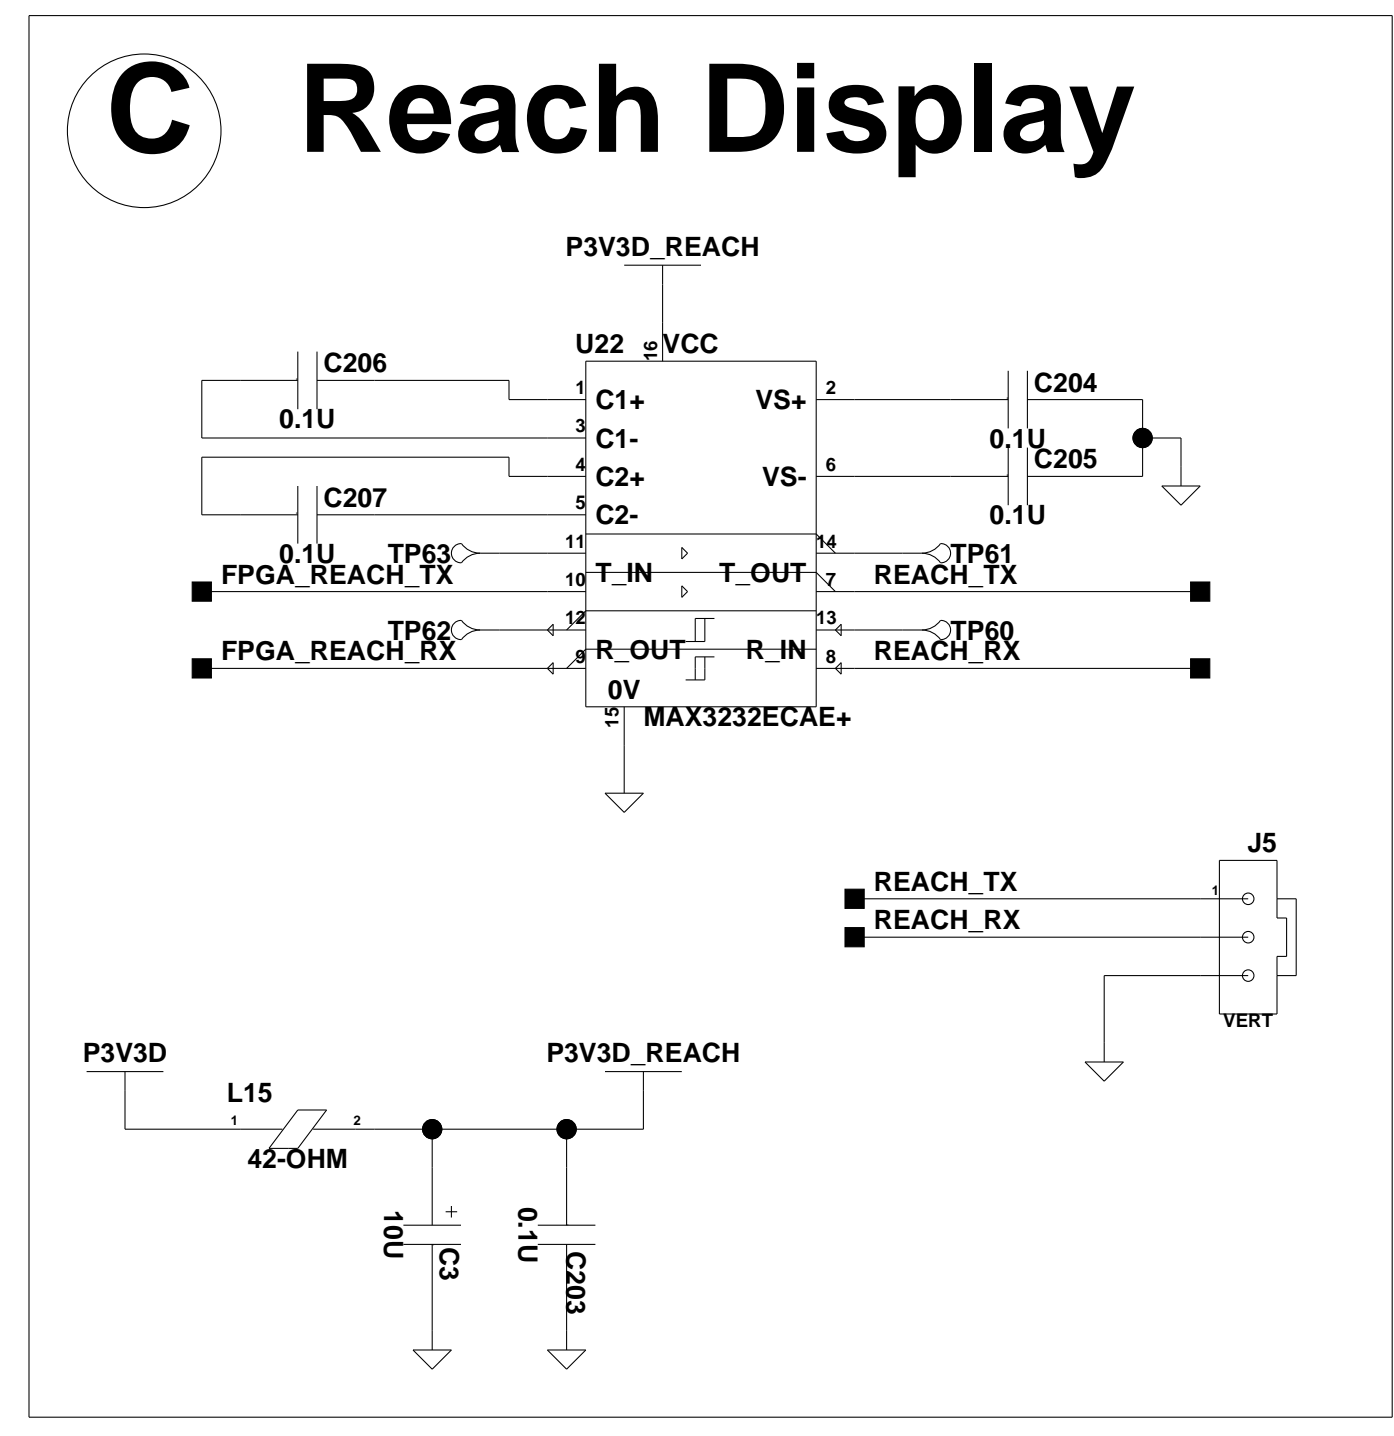 C Reach Display
P3V3D_REACH
U22 16 VCC
C206
0.1U
1 C1+ VS+ 2
C204
0.1U
3 C1-
4 C2+ VS- 6
C205
0.1U
C207
0.1U
5 C2-
TP63 11 14 TP61
FPGA_REACH_TX 10 T_IN T_OUT 7 REACH_TX
TP62 12 13 TP60
FPGA_REACH_RX 9 R_OUT R_IN 8 REACH_RX
0V
15 MAX3232ECAE+
J5
REACH_TX 1
REACH_RX
VERT
P3V3D P3V3D_REACH
L15
1 2
42-OHM
+
10U C3
0.1U C203